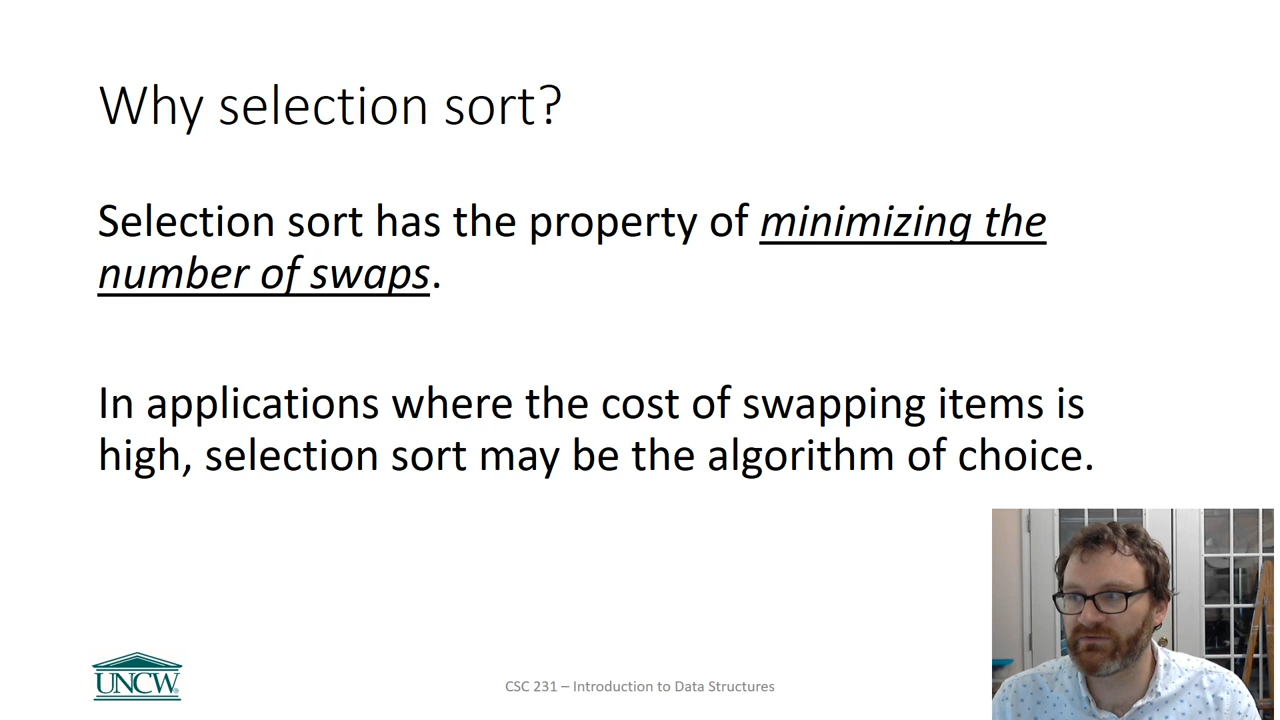 Why selection sort?
Selection sort has the property of minimizing the
number of swaps.
In applications where the cost of swapping items is
high, selection sort may be the algorithm of choice.
UNCW
CSC 231 – Introduction to Data Structures